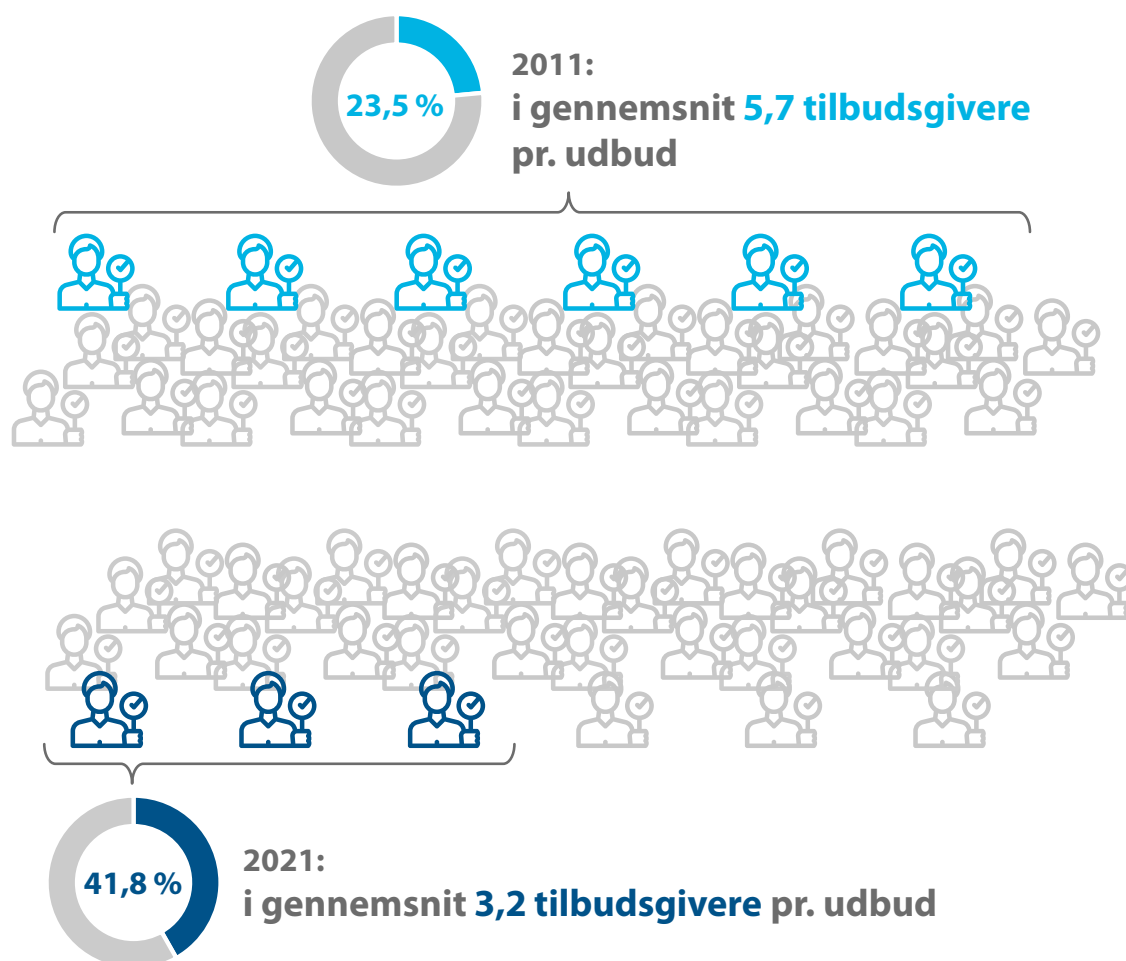 23,5 %
2011:
i gennemsnit 5,7 tilbudsgivere
pr. udbud
41,8 %
2021:
i gennemsnit 3,2 tilbudsgivere pr. udbud